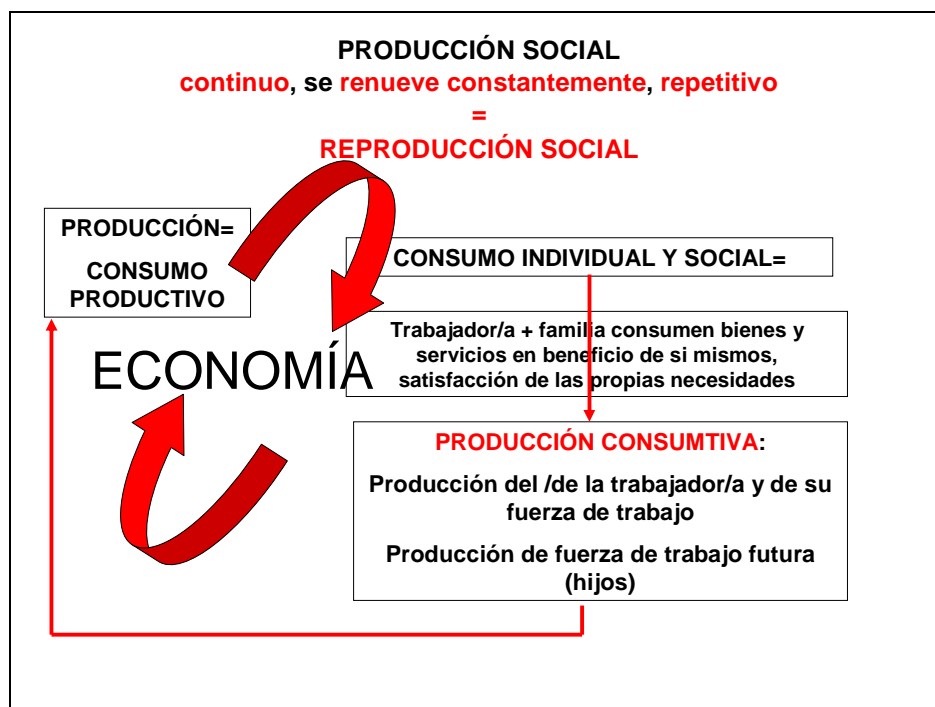 PRODUCCIÓN SOCIAL
continuo, se renueve constantemente, repetitivo
=
REPRODUCCIÓN SOCIAL
PRODUCCIÓN=
CONSUMO
PRODUCTIVO
CONSUMO INDIVIDUAL Y SOCIAL=
Trabajador/a + familia consumen bienes y
servicios en beneficio de si mismos,
satisfacción de las propias necesidades
ECONOMÍA
PRODUCCIÓN CONSUMTIVA:
Producción del /de la trabajador/a y de su
fuerza de trabajo
Producción de fuerza de trabajo futura
(hijos)